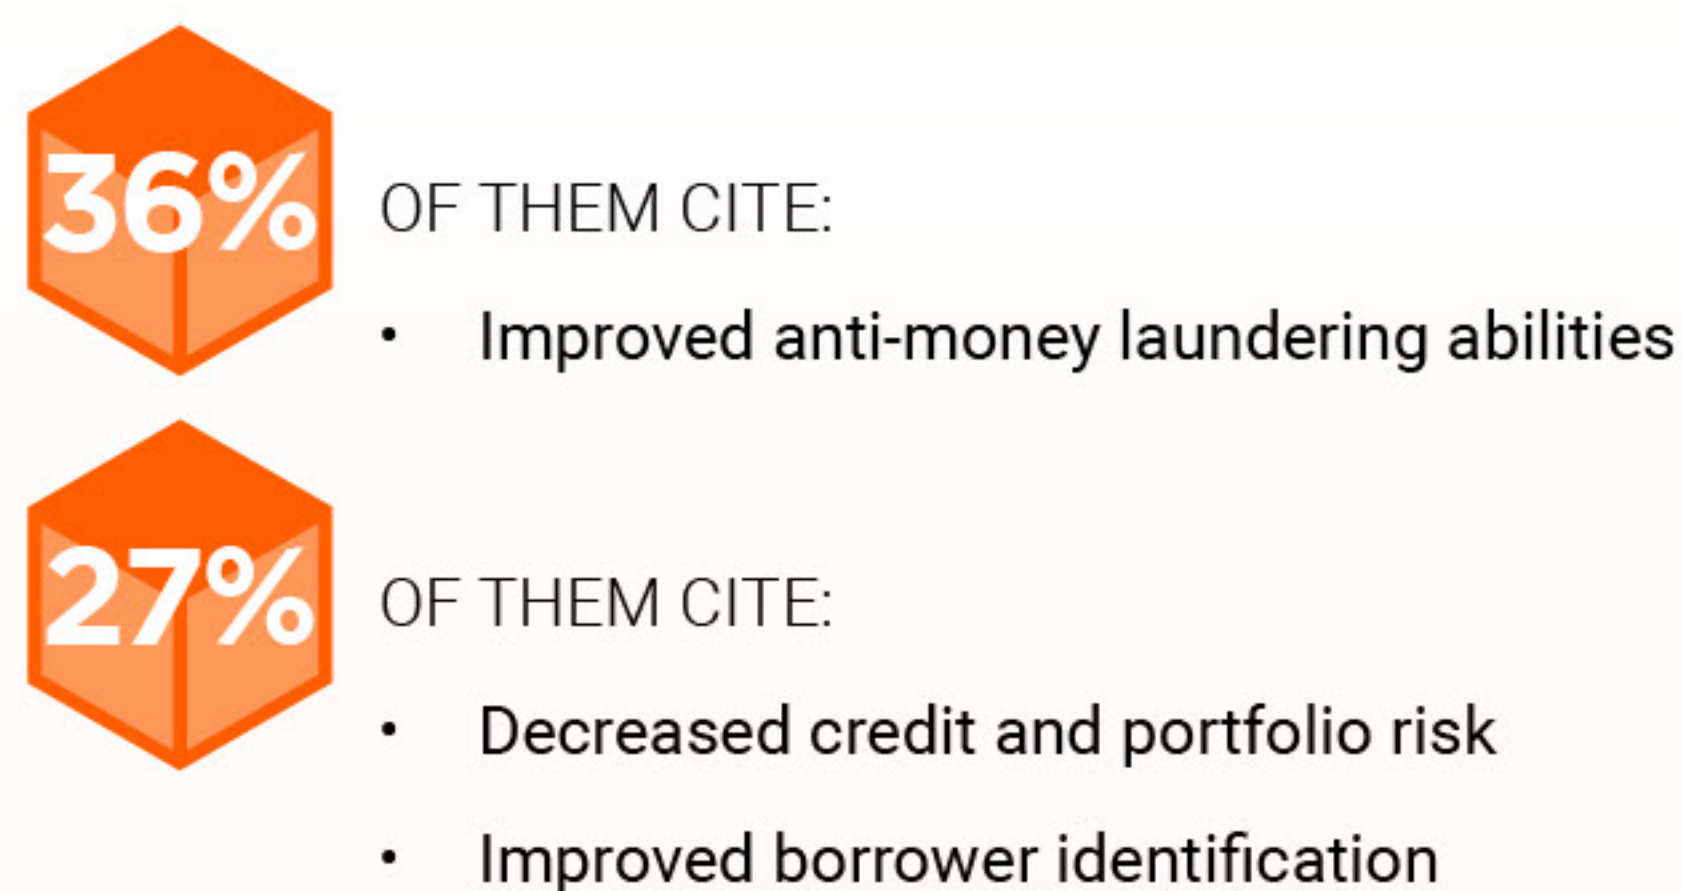 36%
OF THEM CITE:
• Improved anti-money laundering abilities
27%
OF THEM CITE:
• Decreased credit and portfolio risk
• Improved borrower identification